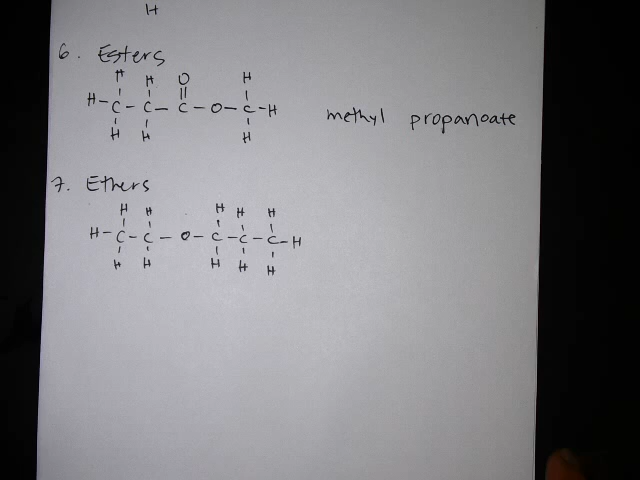 H
6. Esters
H H O H
H-C-C-C-O-C-H methyl propanoate
H H H
7. Ethers
H H H H H
H-C-C-O-C-C-C-H
H H H H H